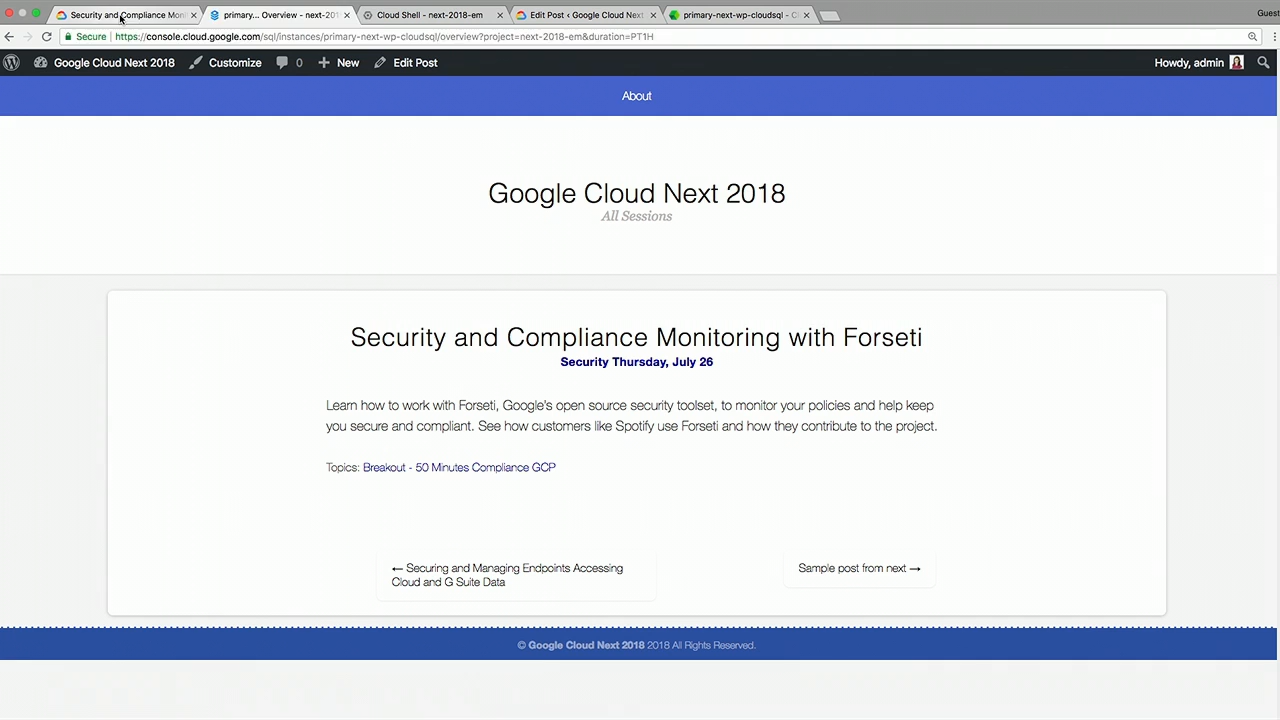 Security and Compliance Moni
primary... Overview - next-201
Cloud Shell - next-2018-em
Edit Post ‹ Google Cloud Next
primary-next-wp-cloudsql - C
Guest
Secure
https://console.cloud.google.com/sql/instances/primary-next-wp-cloudsql/overview?project=next-2018-em&duration=PT1H
Google Cloud Next 2018
Customize
0
New
Edit Post
Howdy, admin
About
Google Cloud Next 2018
All Sessions
Security and Compliance Monitoring with Forseti
Security Thursday, July 26
Learn how to work with Forseti, Google's open source security toolset, to monitor your policies and help keep
you secure and compliant. See how customers like Spotify use Forseti and how they contribute to the project.
Topics: Breakout - 50 Minutes Compliance GCP
← Securing and Managing Endpoints Accessing
Cloud and G Suite Data
Sample post from next →
© Google Cloud Next 2018 2018 All Rights Reserved.